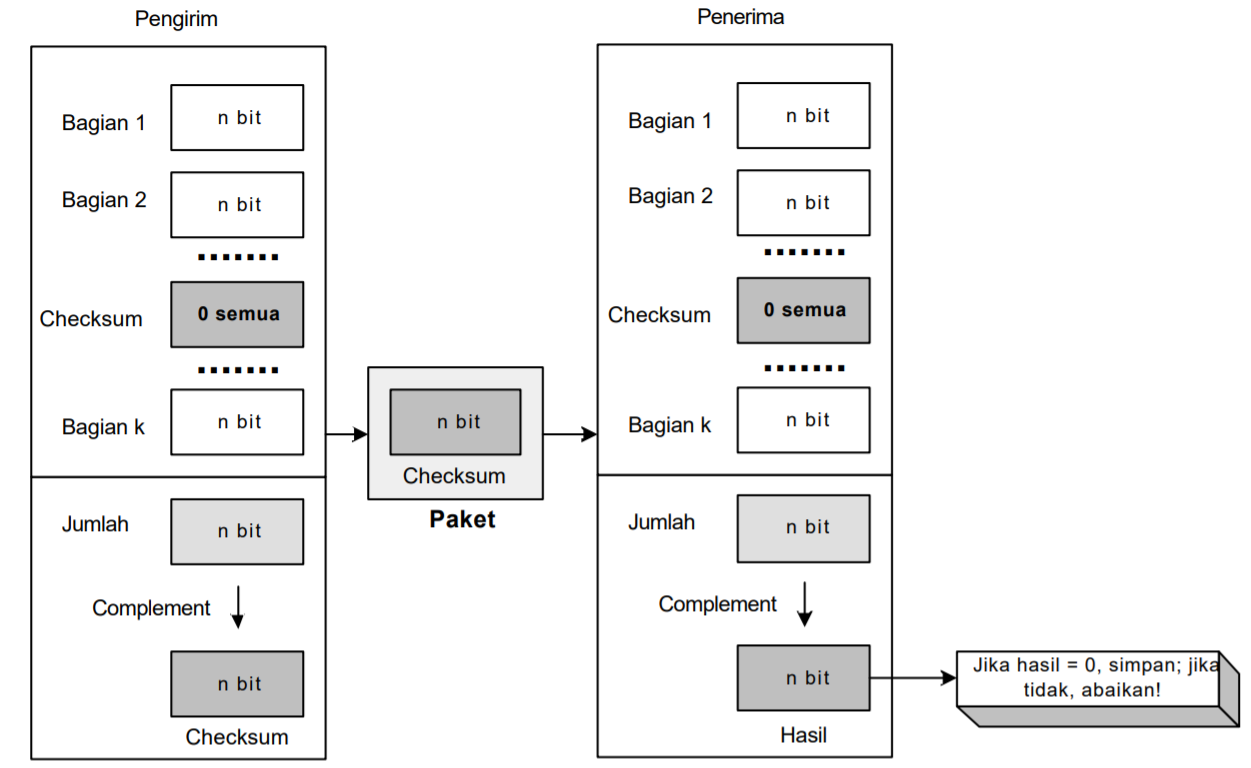 Pengirim
Bagian 1
n bit
Bagian 2
n bit
.......
Checksum
0 semua
.......
Bagian k
n bit
Jumlah
n bit
Complement
n bit
Checksum
n bit
Checksum
Paket
Penerima
Bagian 1
n bit
Bagian 2
n bit
.......
Checksum
0 semua
.......
Bagian k
n bit
Jumlah
n bit
Complement
n bit
Hasil
Jika hasil = 0, simpan; jika
tidak, abaikan!